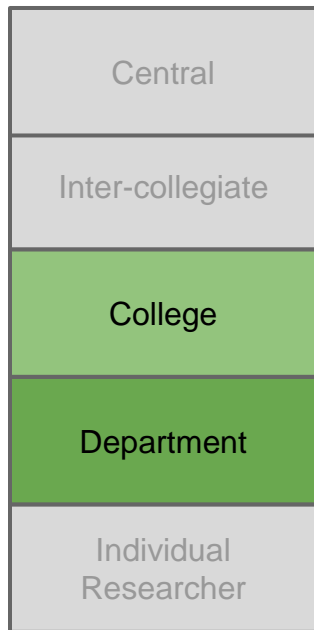 Central
Inter-collegiate
College
Department
Individual
Researcher